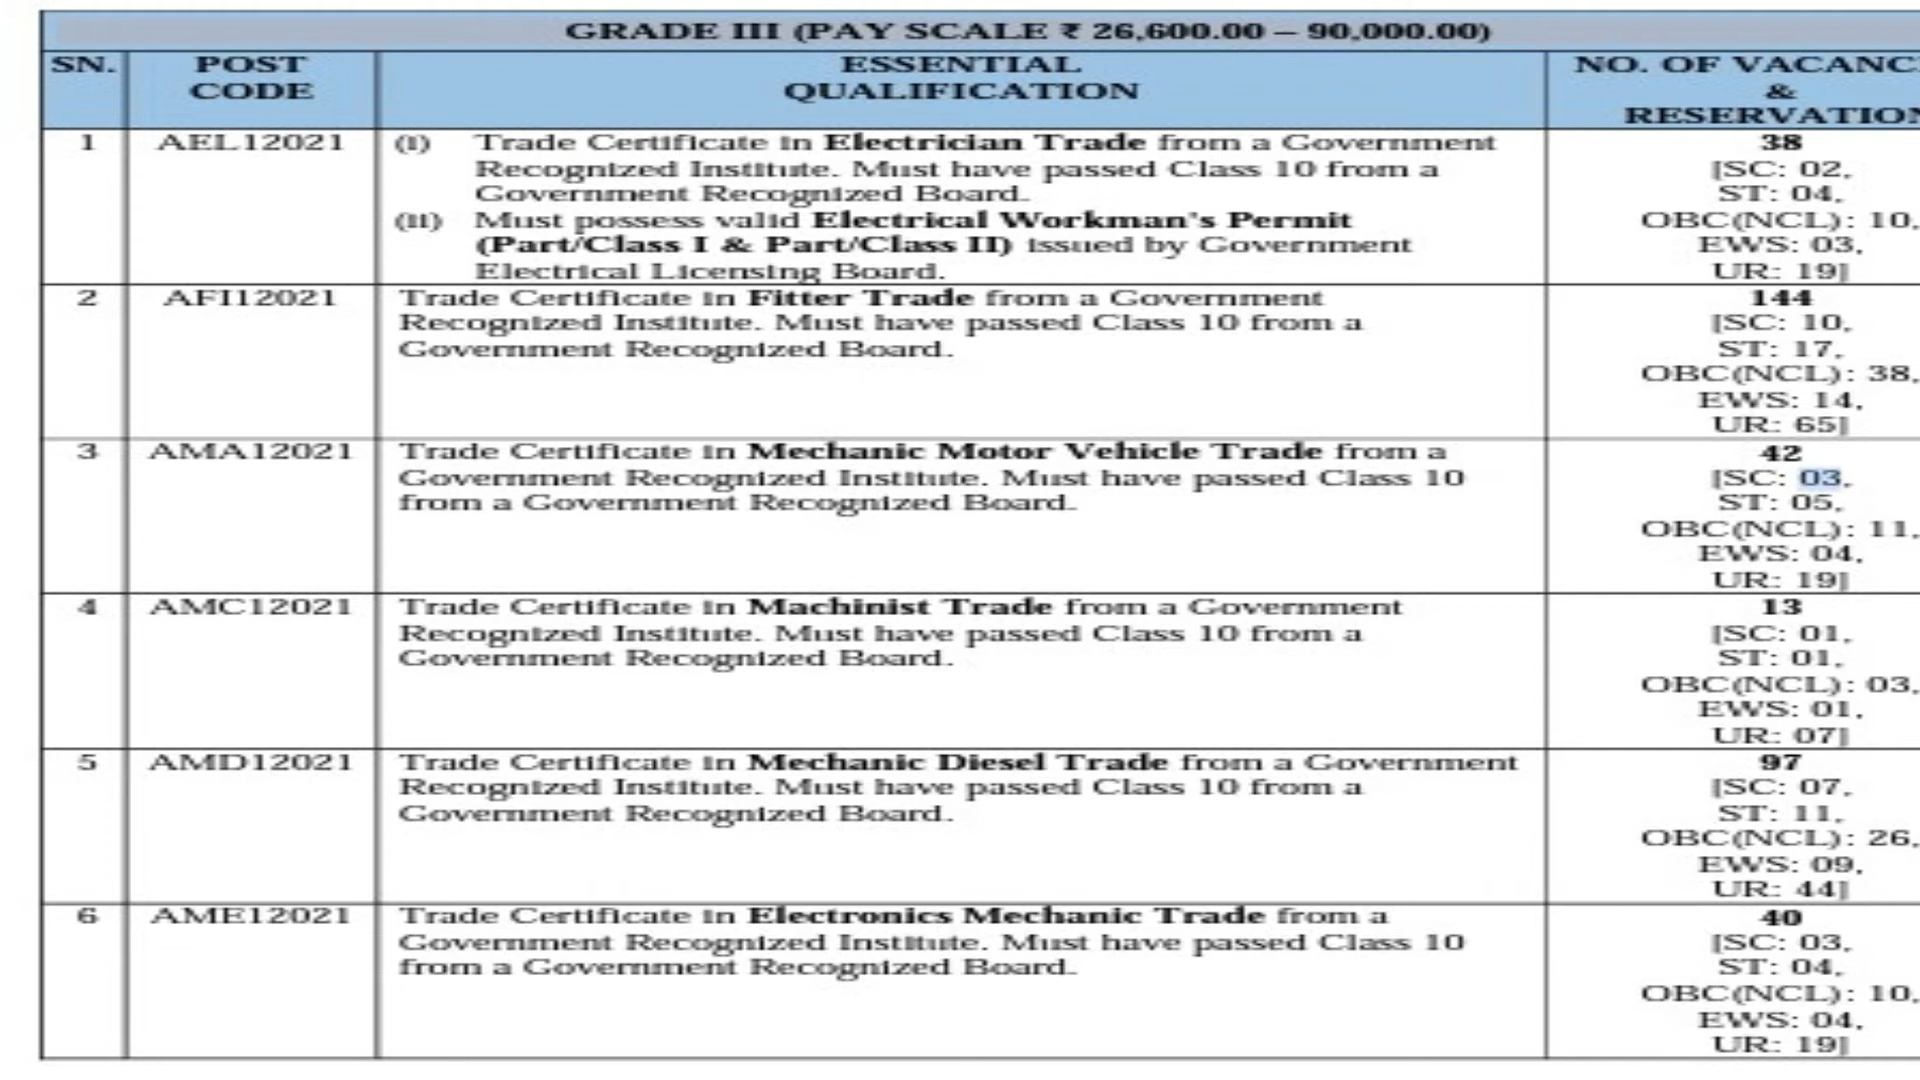 GRADE III (PAY SCALE ₹ 26,600.00 – 90,000.00)
SN.
POST
CODE
ESSENTIAL
QUALIFICATION
NO. OF VACANC
&
RESERVATION
1
AEL12021
(i) Trade Certificate in Electrician Trade from a Government
Recognized Institute. Must have passed Class 10 from a
Government Recognized Board.
(ii) Must possess valid Electrical Workman's Permit
(Part/Class I & Part/Class II) issued by Government
Electrical Licensing Board.
38
[SC: 02,
ST: 04,
OBC(NCL): 10,
EWS: 03,
UR: 19]
2
AFI12021
Trade Certificate in Fitter Trade from a Government
Recognized Institute. Must have passed Class 10 from a
Government Recognized Board.
144
[SC: 10,
ST: 17,
OBC(NCL): 38,
EWS: 14,
UR: 65]
3
AMA12021
Trade Certificate in Mechanic Motor Vehicle Trade from a
Government Recognized Institute. Must have passed Class 10
from a Government Recognized Board.
42
[SC: 03,
ST: 05,
OBC(NCL): 11,
EWS: 04,
UR: 19]
4
AMC12021
Trade Certificate in Machinist Trade from a Government
Recognized Institute. Must have passed Class 10 from a
Government Recognized Board.
13
[SC: 01,
ST: 01,
OBC(NCL): 03,
EWS: 01,
UR: 07]
5
AMD12021
Trade Certificate in Mechanic Diesel Trade from a Government
Recognized Institute. Must have passed Class 10 from a
Government Recognized Board.
97
[SC: 07,
ST: 11,
OBC(NCL): 26,
EWS: 09,
UR: 44]
6
AME12021
Trade Certificate in Electronics Mechanic Trade from a
Government Recognized Institute. Must have passed Class 10
from a Government Recognized Board.
40
[SC: 03,
ST: 04,
OBC(NCL): 10,
EWS: 04,
UR: 19]